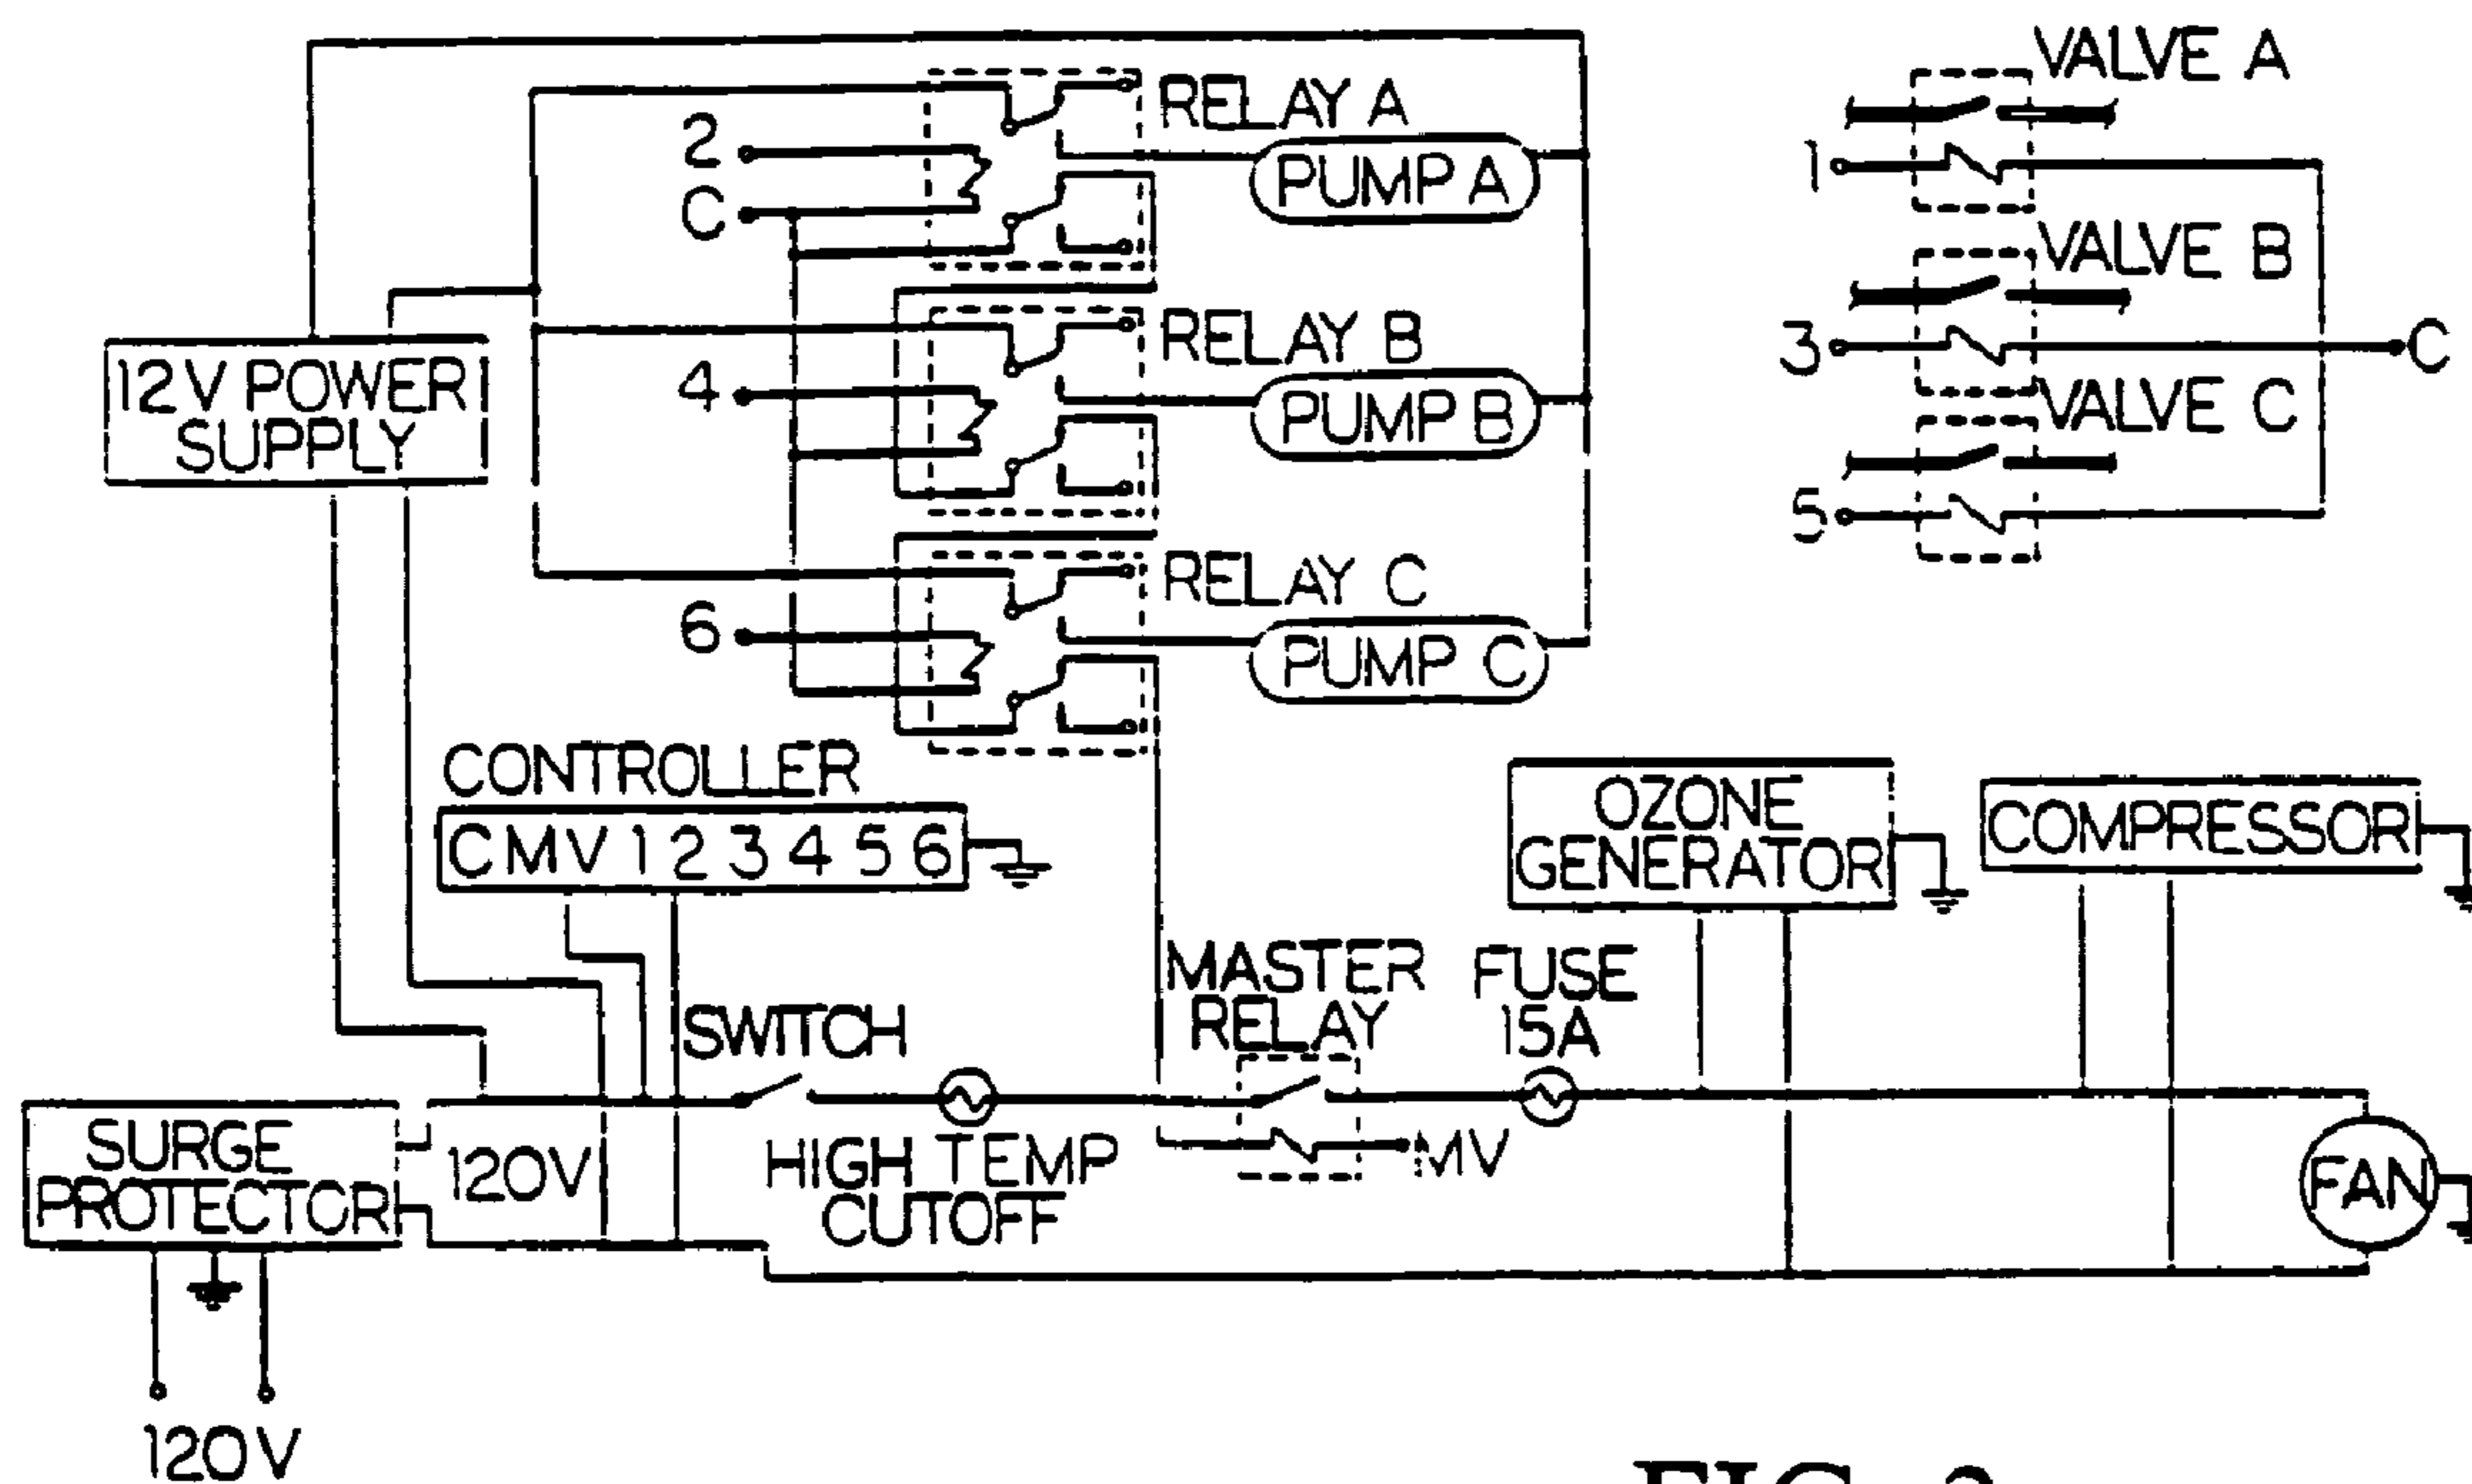 VALVE A
RELAY A
2
PUMP A
1
C
VALVE B
RELAY B
3
C
12V POWER
SUPPLY
4
PUMP B
VALVE C
5
RELAY C
6
PUMP C
CONTROLLER
C MV 1 2 3 4 5 6
OZONE
GENERATOR
COMPRESSOR
MASTER
RELAY
FUSE
15A
SWITCH
SURGE
PROTECTOR
120V
HIGH TEMP
CUTOFF
MV
FAN
120V